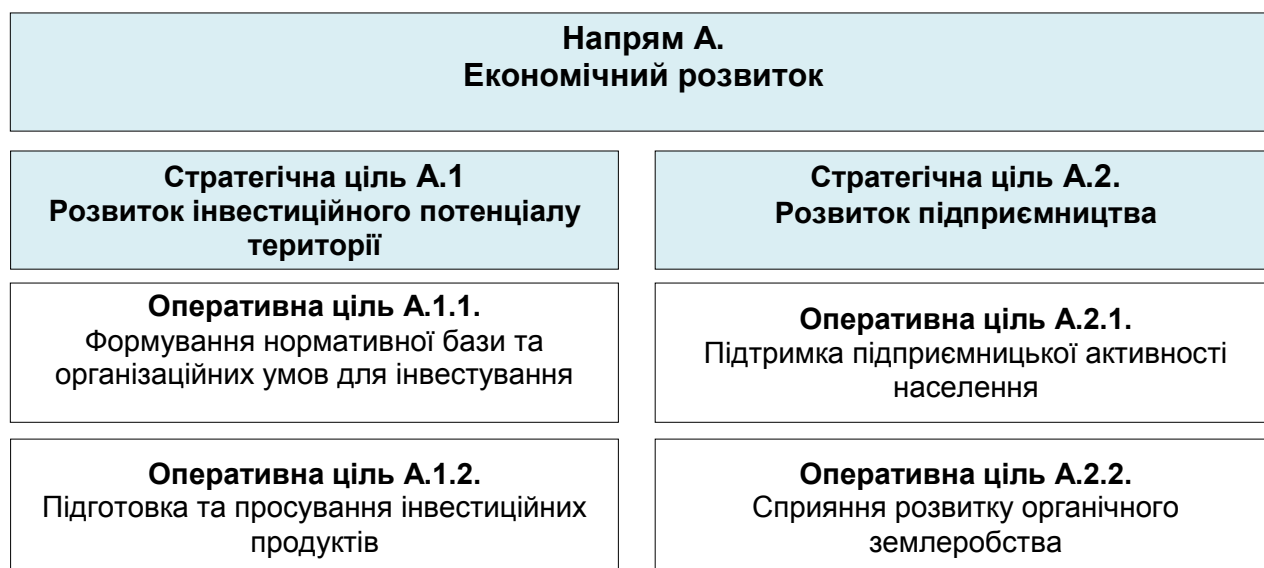 Напрям А.
Економічний розвиток
Стратегічна ціль А.1
Розвиток інвестиційного потенціалу
території
Стратегічна ціль А.2.
Розвиток підприємництва
Оперативна ціль А.1.1.
Формування нормативної бази та
організаційних умов для інвестування
Оперативна ціль А.2.1.
Підтримка підприємницької активності
населення
Оперативна ціль А.1.2.
Підготовка та просування інвестиційних
продуктів
Оперативна ціль А.2.2.
Сприяння розвитку органічного
землеробства